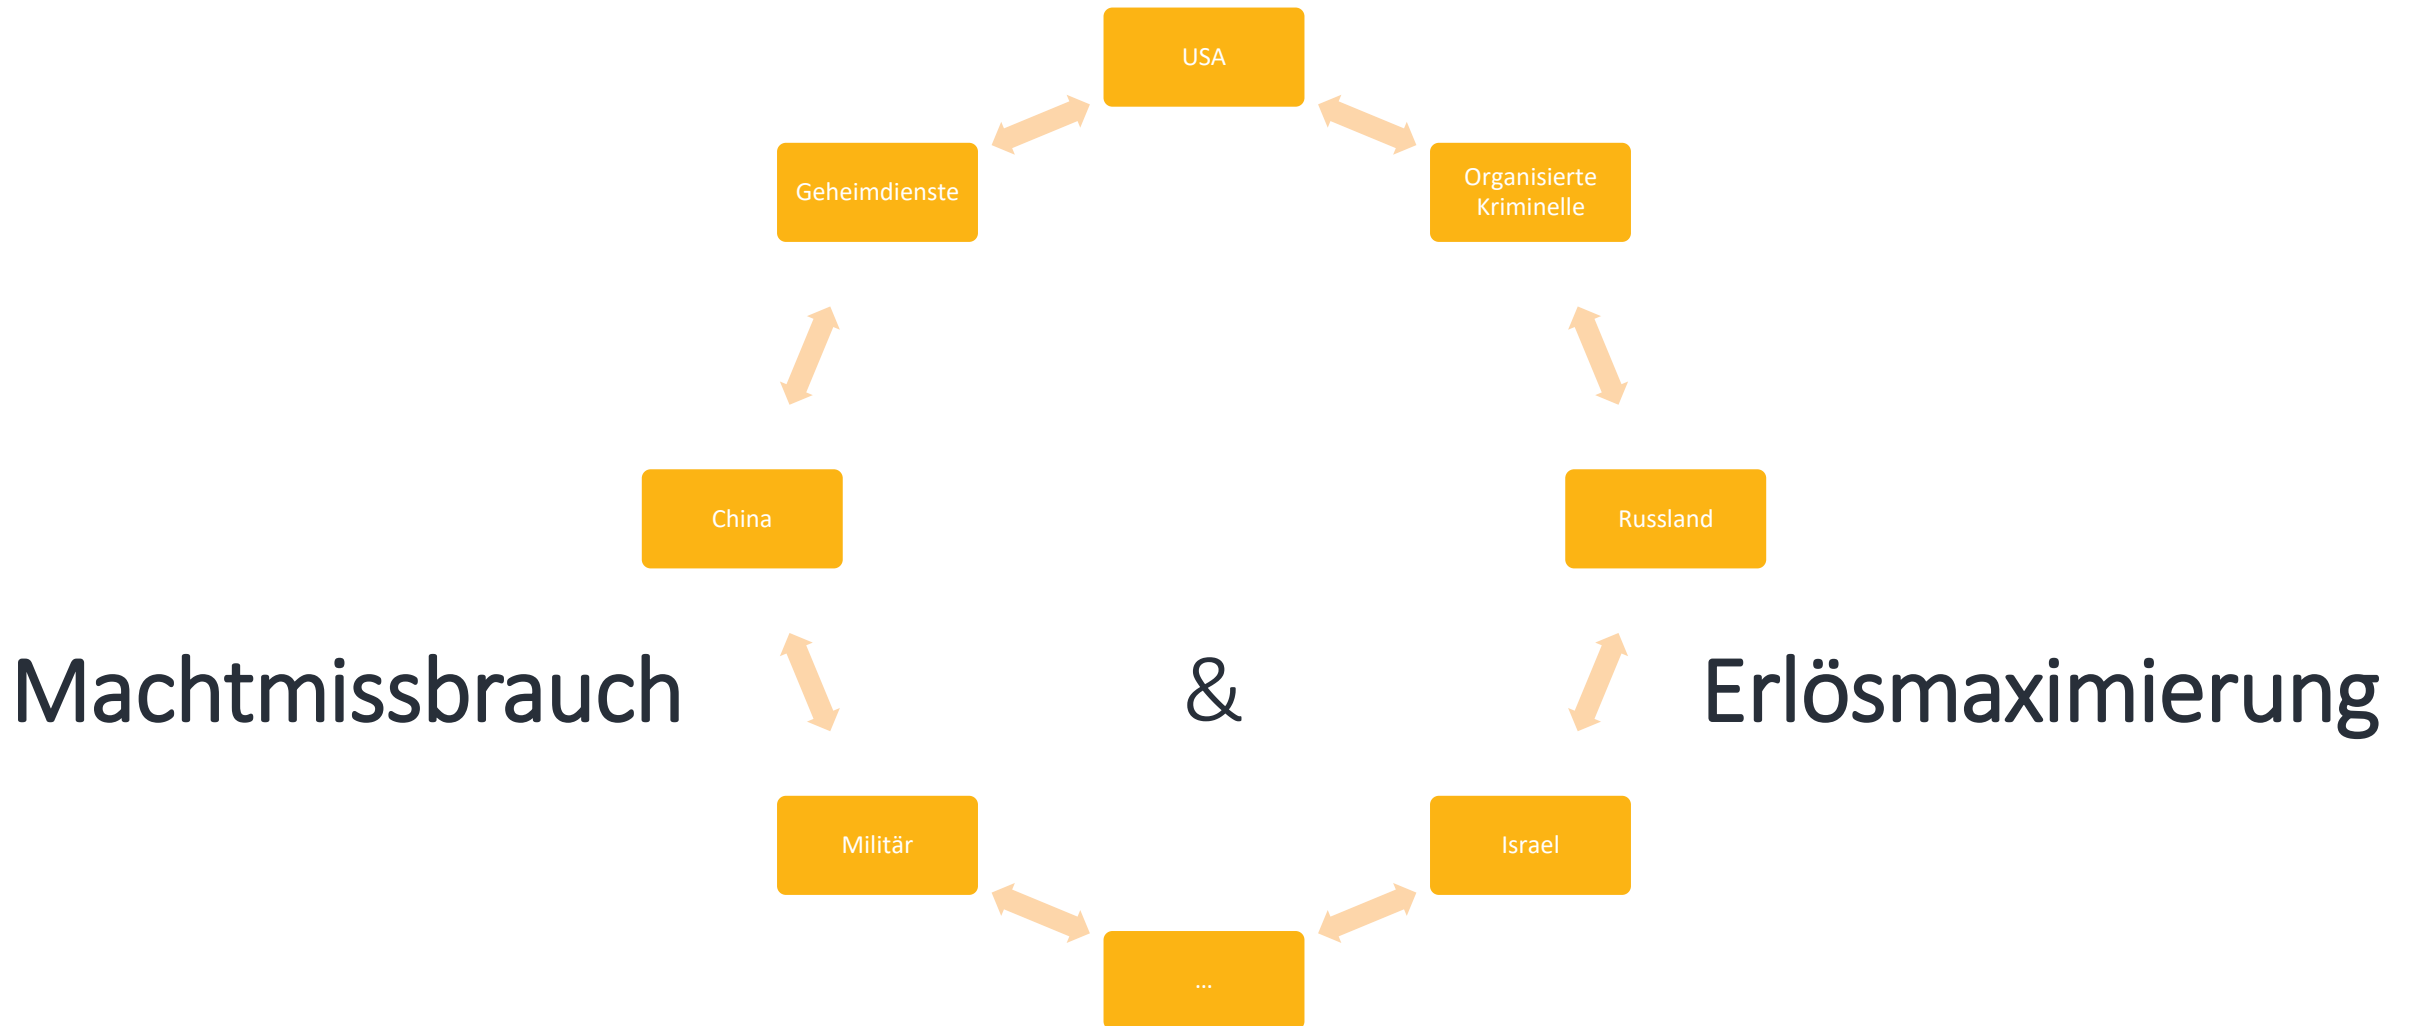 USA
Geheimdienste
Organisierte
Kriminelle
China
Russland
Machtmissbrauch & Erlösmaximierung
Militär
Israel
...